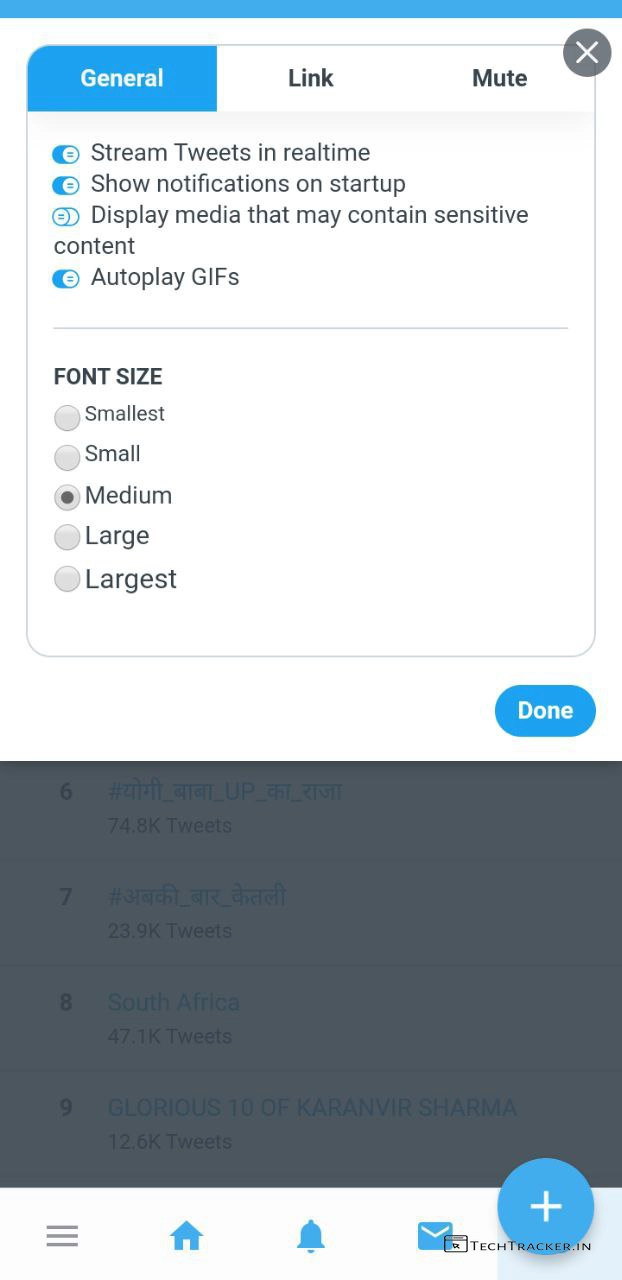 General Link Mute
Stream Tweets in realtime
Show notifications on startup
Display media that may contain sensitive
content
Autoplay GIFs
FONT SIZE
Smallest
Small
Medium
Large
Largest
Done
6 #योगी_बाबा_UP_का_राजा
74.8K Tweets
7 #अबकी_बार_केतली
23.9K Tweets
8 South Africa
47.1K Tweets
9 GLORIOUS 10 OF KARANVIR SHARMA
12.6K Tweets
TECHTRACKER.IN